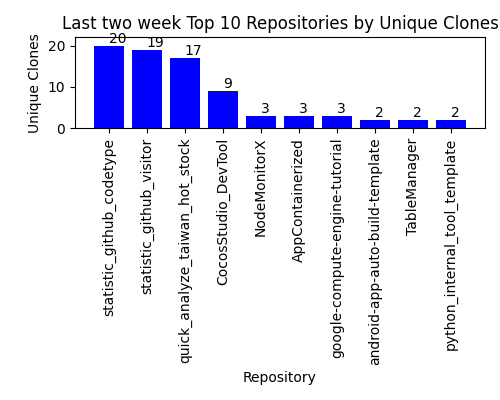 Last two week Top 10 Repositories by Unique Clones
Unique Clones
20
10
0
20
19
17
9
3
3
3
2
2
2
statistic_github_codetype
statistic_github_visitor
quick_analyze_taiwan_hot_stock
CocosStudio_DevTool
NodeMonitorX
AppContainerized
google-compute-engine-tutorial
android-app-auto-build-template
TableManager
python_internal_tool_template
Repository